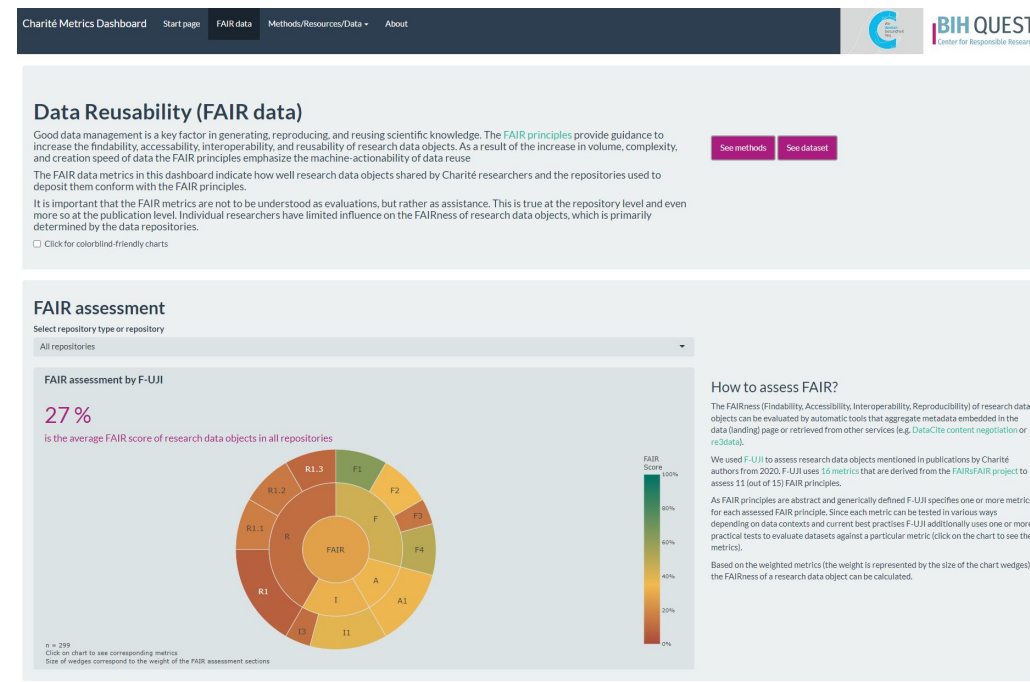 Charité Metrics Dashboard Start page FAIR data Methods/Resources/Data About
BIH QUEST
Center for Responsible Resear
Data Reusability (FAIR data)
Good data management is a key factor in generating, reproducing, and reusing scientific knowledge. The FAIR principles provide guidance to
increase the findability, accessability, interoperability, and reusability of research data objects. As a result of the increase in volume, complexity,
and creation speed of data the FAIR principles emphasize the machine-actionability of data reuse
The FAIR data metrics in this dashboard indicate how well research data objects shared by Charité researchers and the repositories used to
deposit them conform with the FAIR principles.
It is important that the FAIR metrics are not to be understood as evaluations, but rather as assistance. This is true at the repository level and even
more so at the publication level. Individual researchers have limited influence on the FAIRness of research data objects, which is primarily
determined by the data repositories.
Click for colorblind-friendly charts
See methods See dataset
FAIR assessment
Select repository type or repository
All repositories
FAIR assessment by F-UJI
27 %
is the average FAIR score of research data objects in all repositories
FAIR
Score
100%
80%
60%
40%
20%
0%
R1.3
F1
R1.2
F2
R1.1
F3
F
R
FAIR
F4
A
R1
I
A1
I3
I1
n = 299
Click on chart to see corresponding metrics
Size of wedges correspond to the weight of the FAIR assessment sections
How to assess FAIR?
The FAIRness (Findability, Accessibility, Interoperability, Reproducibility) of research data
objects can be evaluated by automatic tools that aggregate metadata embedded in the
data (landing) page or retrieved from other services (e.g. DataCite content negotiation or
re3data).
We used F-UJI to assess research data objects mentioned in publications by Charité
authors from 2020. F-UJI uses 16 metrics that are derived from the FAIRsFAIR project to
assess 11 (out of 15) FAIR principles.
As FAIR principles are abstract and generically defined F-UJI specifies one or more metric
for each assessed FAIR principle. Since each metric can be tested in various ways
depending on data contexts and current best practises F-UJI additionally uses one or more
practical tests to evaluate datasets against a particular metric (click on the chart to see the
metrics).
Based on the weighted metrics (the weight is represented by the size of the chart wedges)
the FAIRness of a research data object can be calculated.